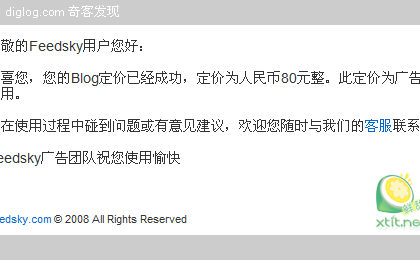 diglog.com 奇客发现
敬的Feedsky用户您好：
喜您，您的Blog定价已经成功，定价为人民币80元整。此定价为广告
用。
在使用过程中碰到问题或有意见建议，欢迎您随时与我们的客服联系
eedsky广告团队祝您使用愉快
edsky.com © 2008 All Rights Reserved
xtit.ne